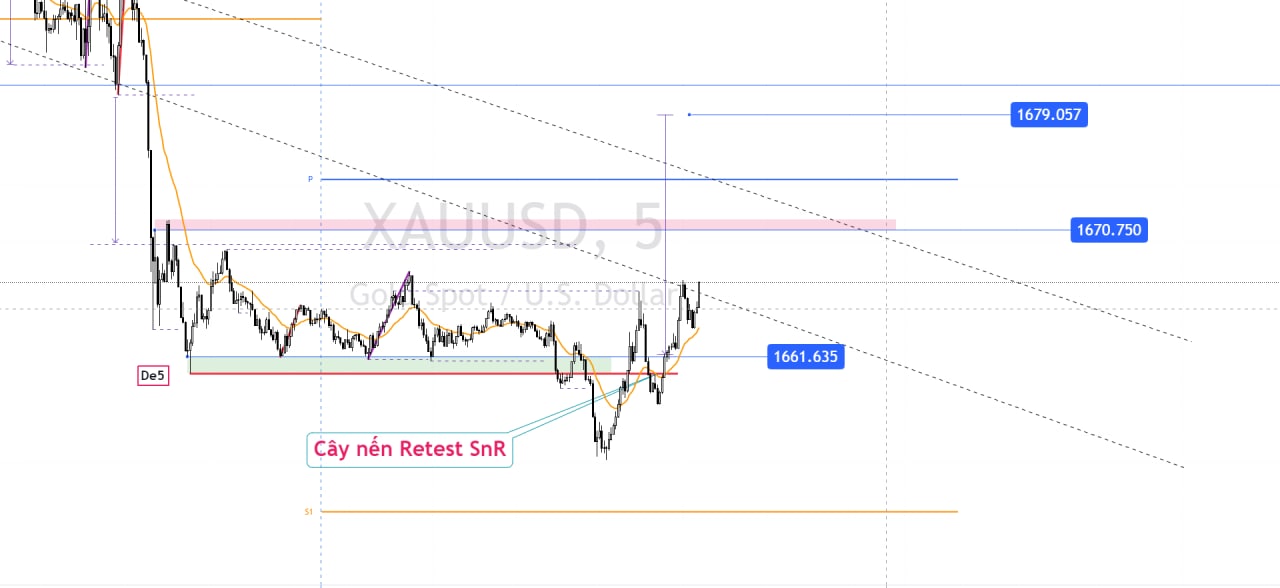 1679.057
P
XAUUSD, 5
1670.750
Gold Spot / U.S. Dollar
1661.635
De5
Cây nến Retest SnR
S1